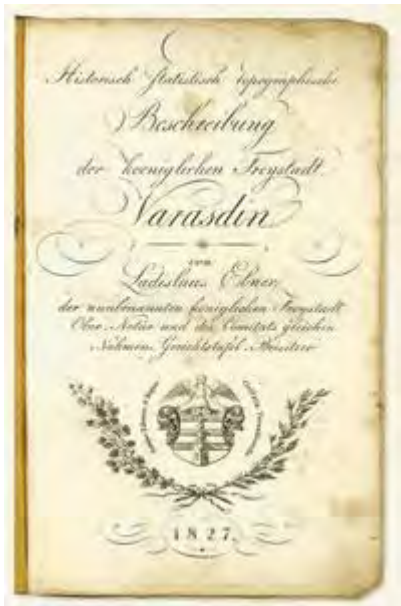 Historisch statistisch topographische
Beschreibung
der koeniglichen Freystadt
Varasdin
von
Ladislaus Ebner,
der nunbenannten königlichen Freystadt
Ober Notär und des Comitats gleichen
Nahmens Gerichtstafel Beisitzer
1827.